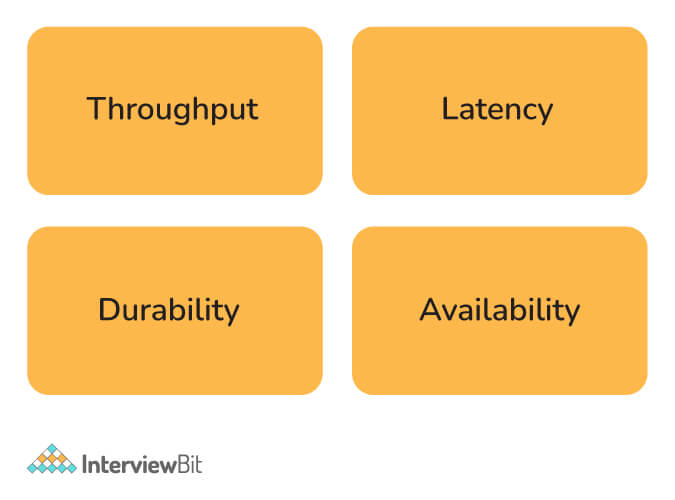 Throughput
Latency
Durability
Availability
InterviewBit